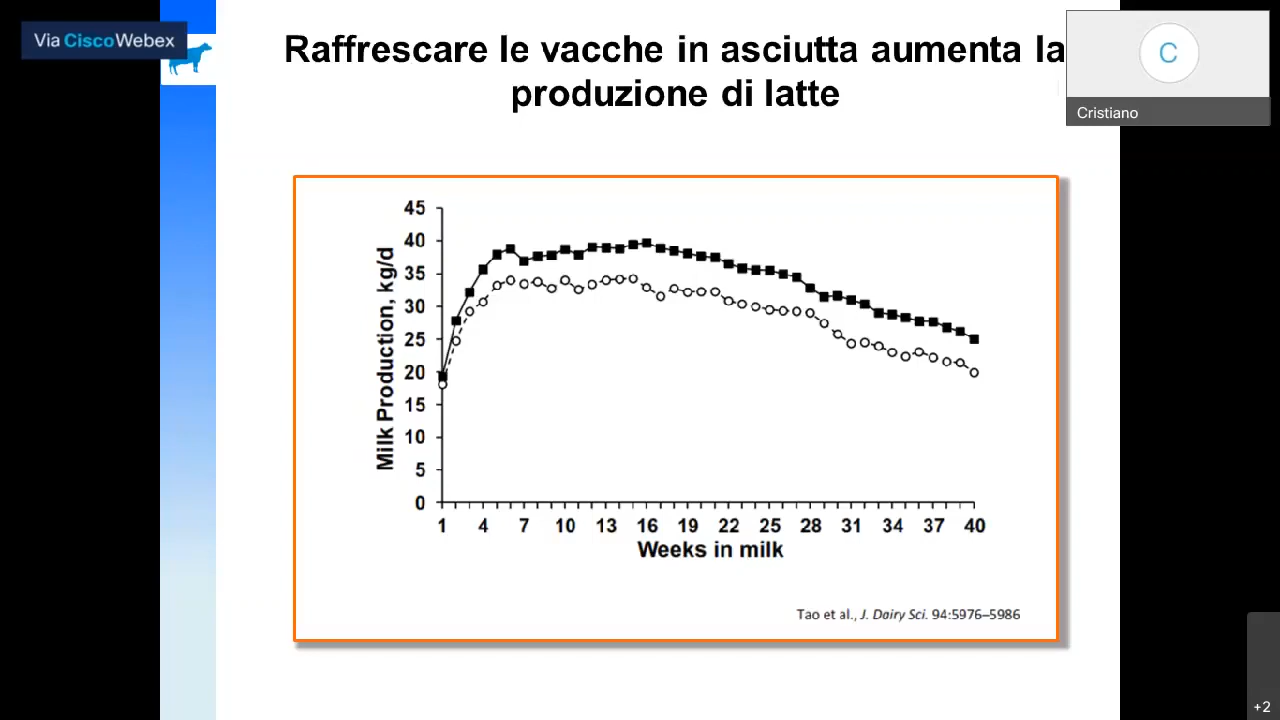 Via CiscoWebex
Raffrescare le vacche in asciutta aumenta la
produzione di latte
C
Cristiano
45
40
35
30
25
20
15
10
5
0
Milk Production, kg/d
1 4 7 10 13 16 19 22 25 28 31 34 37 40
Weeks in milk
Tao et al., J. Dairy Sci. 94:5976–5986
+2